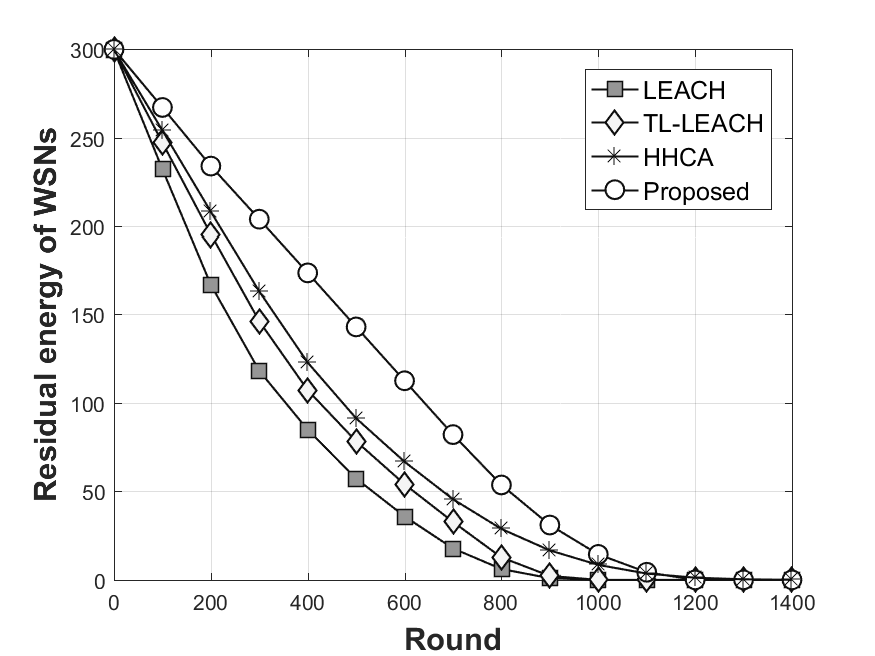 300
250
200
150
100
50
0
Residual energy of WSNs
LEACH
TL-LEACH
HHCA
Proposed
0 200 400 600 800 1000 1200 1400
Round